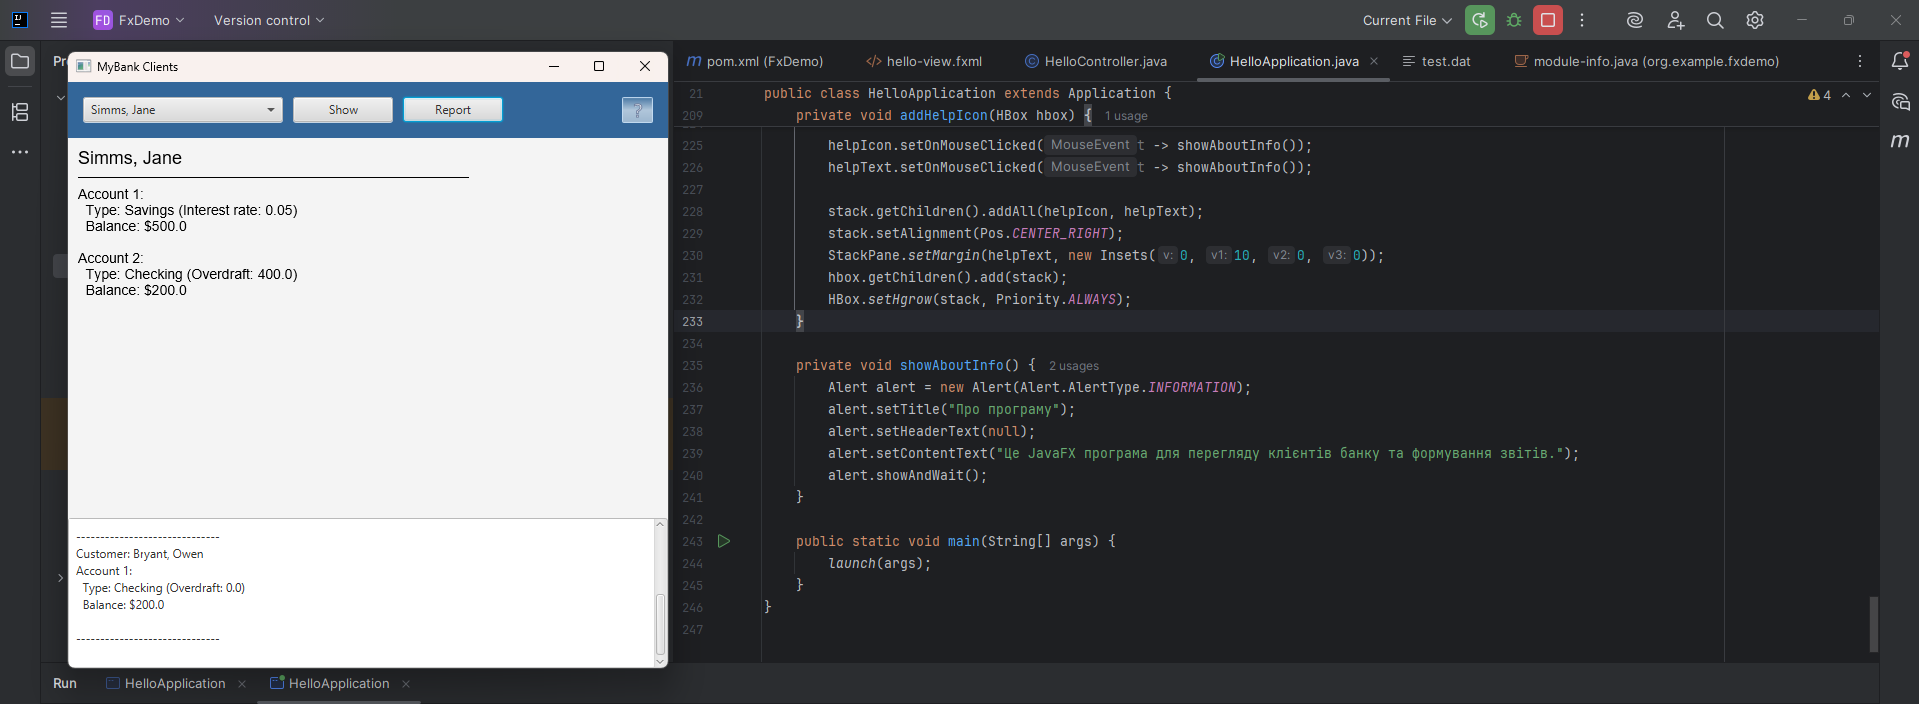 FD FxDemo Version control Current File
Pr
MyBank Clients
Simms, Jane Show Report ?
Simms, Jane
Account 1:
Type: Savings (Interest rate: 0.05)
Balance: $500.0
Account 2:
Type: Checking (Overdraft: 400.0)
Balance: $200.0
------------------------------
Customer: Bryant, Owen
Account 1:
Type: Checking (Overdraft: 0.0)
Balance: $200.0
------------------------------
m pom.xml (FxDemo) </> hello-view.fxml HelloController.java HelloApplication.java test.dat module-info.java (org.example.fxdemo)
21 public class HelloApplication extends Application { 4
209 private void addHelpIcon(HBox hbox) { 1 usage
225 helpIcon.setOnMouseClicked( MouseEvent t -> showAboutInfo());
226 helpText.setOnMouseClicked( MouseEvent t -> showAboutInfo());
227
228 stack.getChildren().addAll(helpIcon, helpText);
229 stack.setAlignment(Pos.CENTER_RIGHT);
230 StackPane.setMargin(helpText, new Insets( v: 0, v1: 10, v2: 0, v3: 0));
231 hbox.getChildren().add(stack);
232 HBox.setHgrow(stack, Priority.ALWAYS);
233 }
234
235 private void showAboutInfo() { 2 usages
236 Alert alert = new Alert(Alert.AlertType.INFORMATION);
237 alert.setTitle("Про програму");
238 alert.setHeaderText(null);
239 alert.setContentText("Це JavaFX програма для перегляду клієнтів банку та формування звітів.");
240 alert.showAndWait();
241 }
242
243 public static void main(String[] args) {
244 launch(args);
245 }
246 }
247
Run HelloApplication HelloApplication